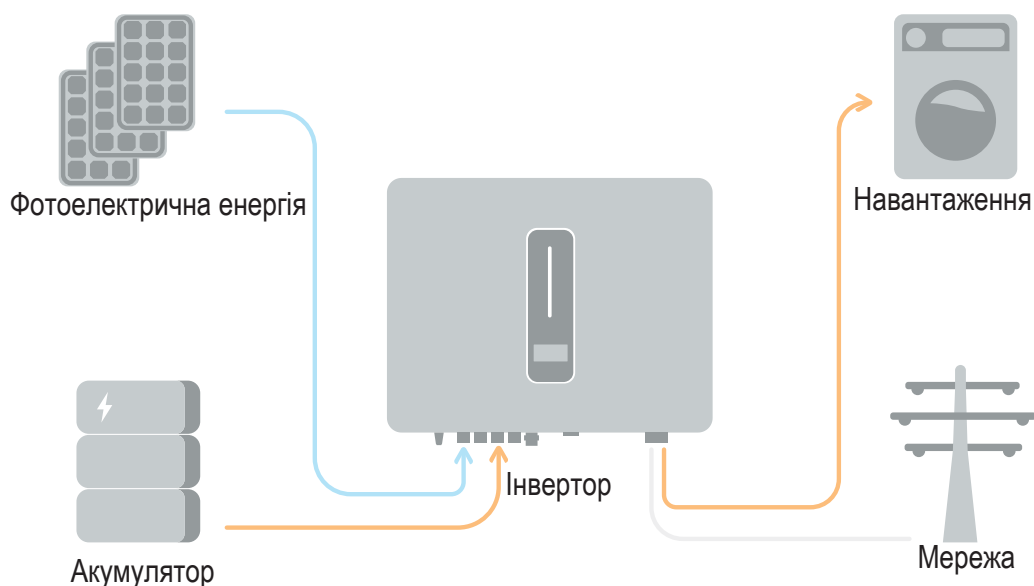 Фотоелектрична енергія
Навантаження
Інвертор
Акумулятор
Мережа